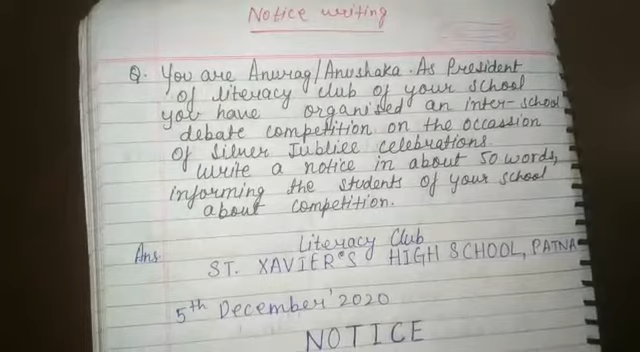 Notice writing
Q. You are Anurag/Anushaka. As President
of literacy club of your school
you have organised an inter-school
debate competition on the occassion
of Silver Jubliee celebrations.
Write a notice in about 50 words,
informing the students of your school
about competition.
Ans. Literacy Club
ST. XAVIER'S HIGH SCHOOL, PATNA
5th December'2020
NOTICE